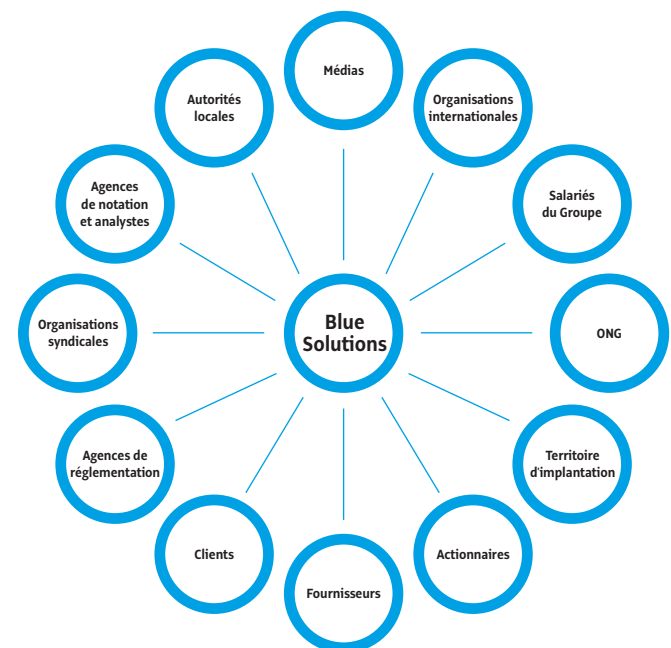 Médias
Autorités
locales
Organisations
internationales
Agences
de notation
et analystes
Salariés
du Groupe
Organisations
syndicales
Blue
Solutions
ONG
Agences de
réglementation
Territoire
d'implantation
Clients
Actionnaires
Fournisseurs